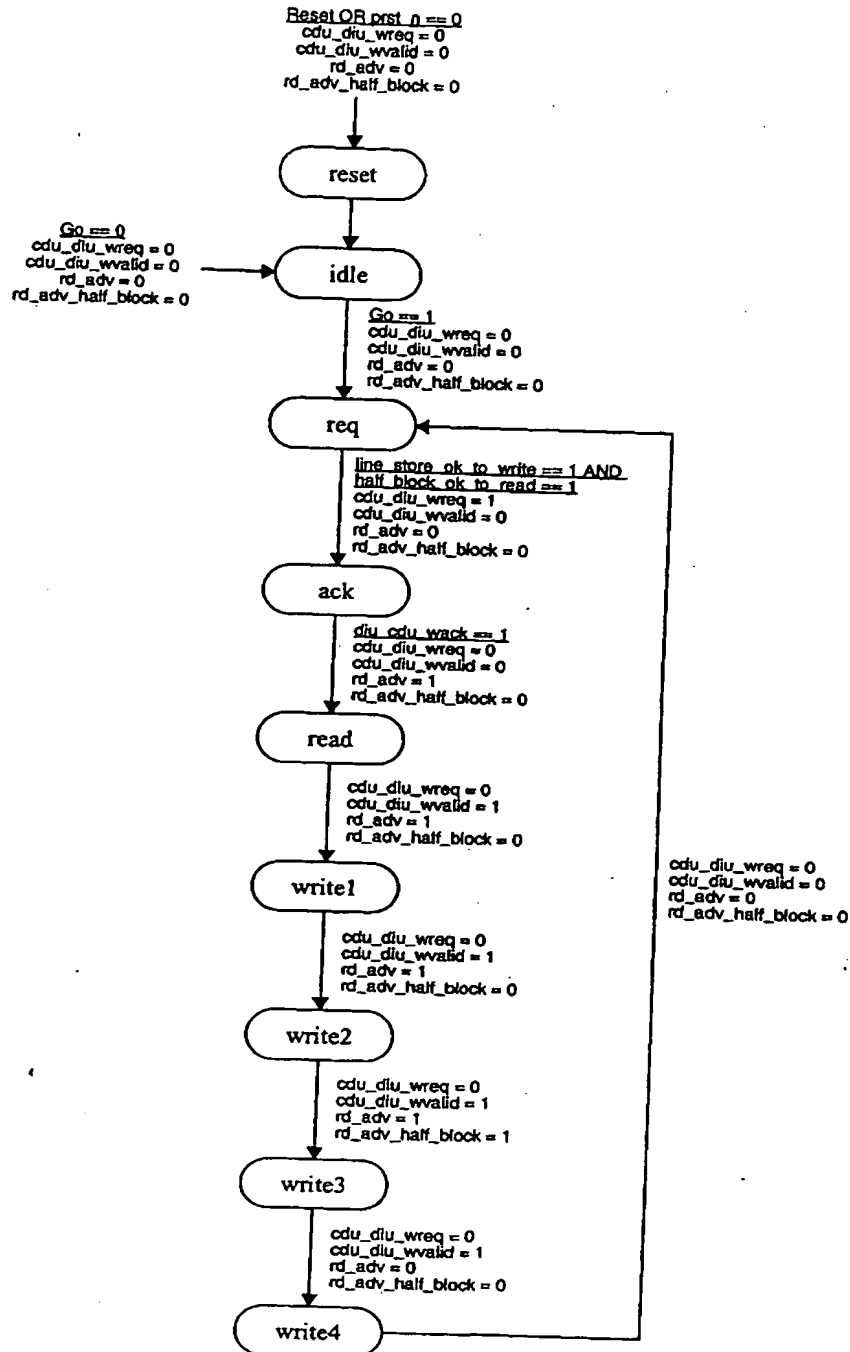 Reset OR prst_n == 0
cdu_diu_wreq = 0
cdu_diu_wvalid = 0
rd_adv = 0
rd_adv_half_block = 0
reset
Go == 0
cdu_diu_wreq = 0
cdu_diu_wvalid = 0
rd_adv = 0
rd_adv_half_block = 0
idle
Go == 1
cdu_diu_wreq = 0
cdu_diu_wvalid = 0
rd_adv = 0
rd_adv_half_block = 0
req
line_store_ok_to_write == 1 AND
half_block_ok_to_read == 1
cdu_diu_wreq = 1
cdu_diu_wvalid = 0
rd_adv = 0
rd_adv_half_block = 0
ack
diu_cdu_wack == 1
cdu_diu_wreq = 0
cdu_diu_wvalid = 0
rd_adv = 1
rd_adv_half_block = 0
read
cdu_diu_wreq = 0
cdu_diu_wvalid = 1
rd_adv = 1
rd_adv_half_block = 0
write1
cdu_diu_wreq = 0
cdu_diu_wvalid = 0
rd_adv = 0
rd_adv_half_block = 0
cdu_diu_wreq = 0
cdu_diu_wvalid = 1
rd_adv = 1
rd_adv_half_block = 0
write2
cdu_diu_wreq = 0
cdu_diu_wvalid = 1
rd_adv = 1
rd_adv_half_block = 1
write3
cdu_diu_wreq = 0
cdu_diu_wvalid = 1
rd_adv = 0
rd_adv_half_block = 0
write4